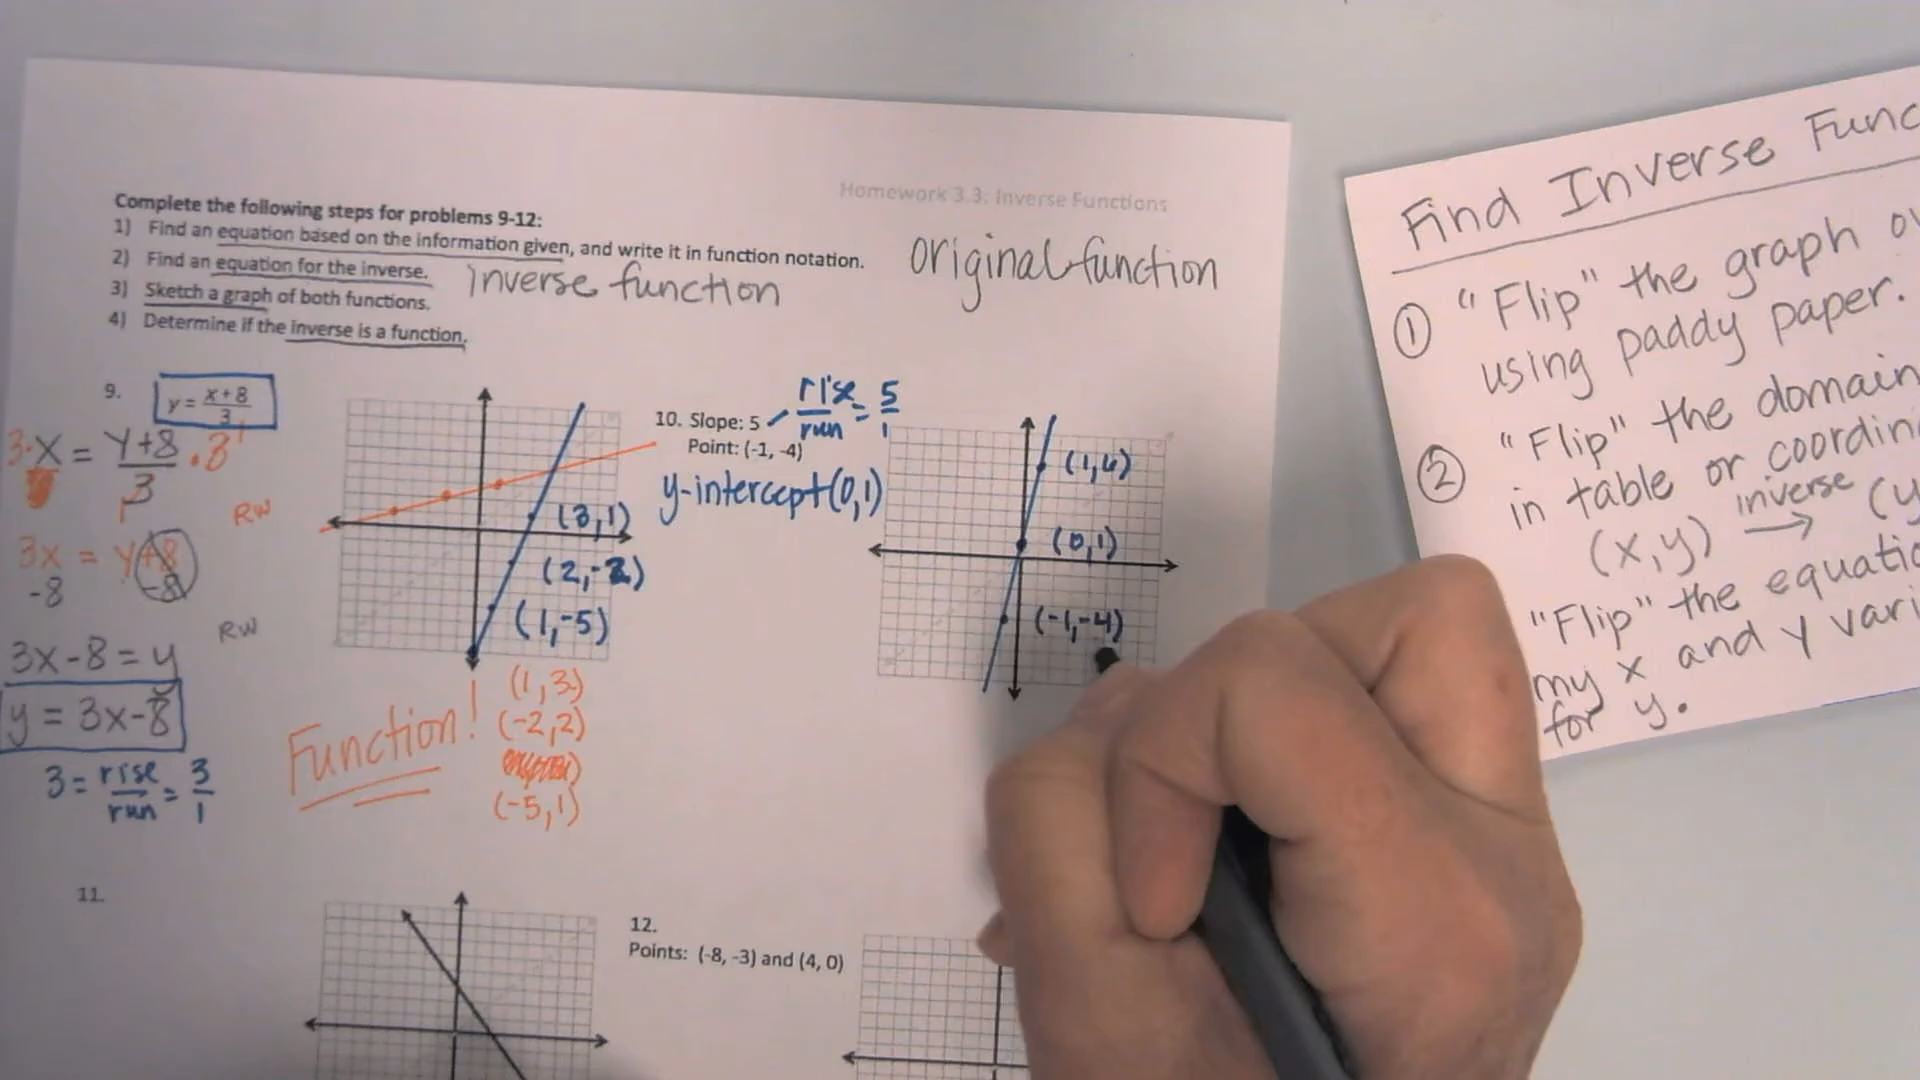 Homework 3.3: Inverse Functions
Complete the following steps for problems 9-12:
1) Find an equation based on the information given, and write it in function notation.
original function
2) Find an equation for the inverse.
inverse function
3) Sketch a graph of both functions.
4) Determine if the inverse is a function.
9.
y = x + 8 / 3
3·x = y+8 / 3 · 3
RW
3x = y+8
-8 -8
RW
3x-8 = y
y = 3x-8
3 = rise/run = 3/1
(3,1)
(2,-2)
(1,-5)
Function!
(1,3)
(-2,2)
(-5,1)
10. Slope: 5
rise/run = 5/1
Point: (-1, -4)
y-intercept (0,1)
(1,6)
(0,1)
(-1,-4)
11.
12.
Points: (-8, -3) and (4, 0)
Find Inverse Func
① "Flip" the graph
using paddy paper.
② "Flip" the domain
in table or coordin
(x,y) inverse → (y
"Flip" the equatio
my x and y vari
for y.